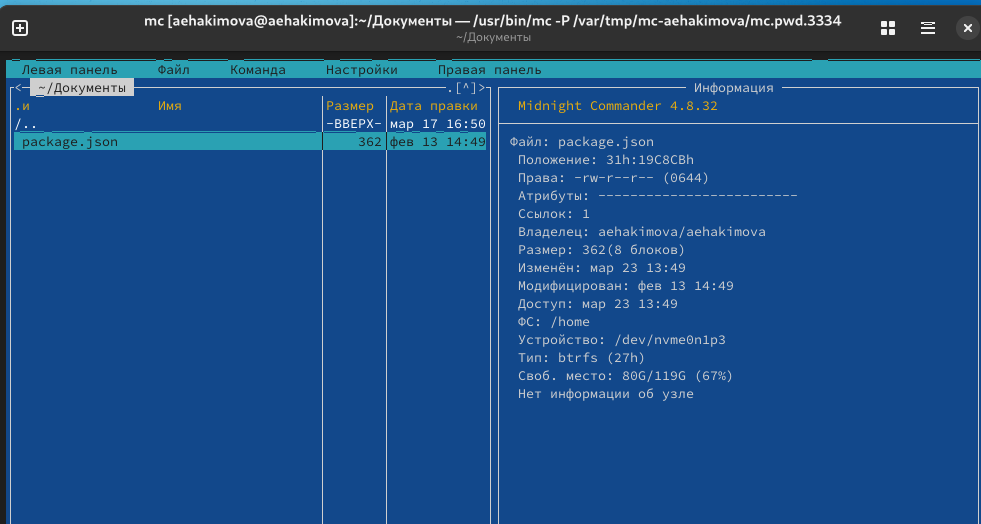 mc [aehakimova@aehakimova]:~/Документы — /usr/bin/mc -P /var/tmp/mc-aehakimova/mc.pwd.3334
~/Документы
Левая панель Файл Команда Настройки Правая панель
<- ~/Документы .[^]>
.и Имя Размер Дата правки
/.. -ВВЕРХ- мар 17 16:50
package.json 362 фев 13 14:49
Информация
Midnight Commander 4.8.32
Файл: package.json
Положение: 31h:19C8CBh
Права: -rw-r--r-- (0644)
Атрибуты: -------------------------
Ссылок: 1
Владелец: aehakimova/aehakimova
Размер: 362(8 блоков)
Изменён: мар 23 13:49
Модифицирован: фев 13 14:49
Доступ: мар 23 13:49
ФС: /home
Устройство: /dev/nvme0n1p3
Тип: btrfs (27h)
Своб. место: 80G/119G (67%)
Нет информации об узле